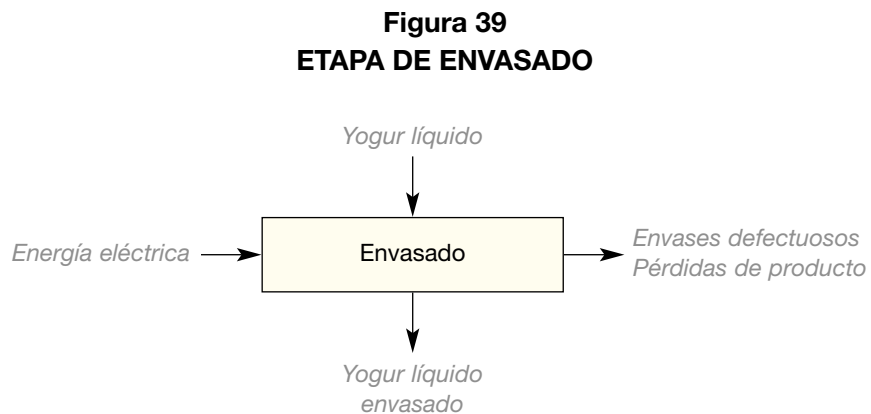 Figura 39
ETAPA DE ENVASADO
Yogur líquido
Energía eléctrica
Envasado
Envases defectuosos
Pérdidas de producto
Yogur líquido
envasado